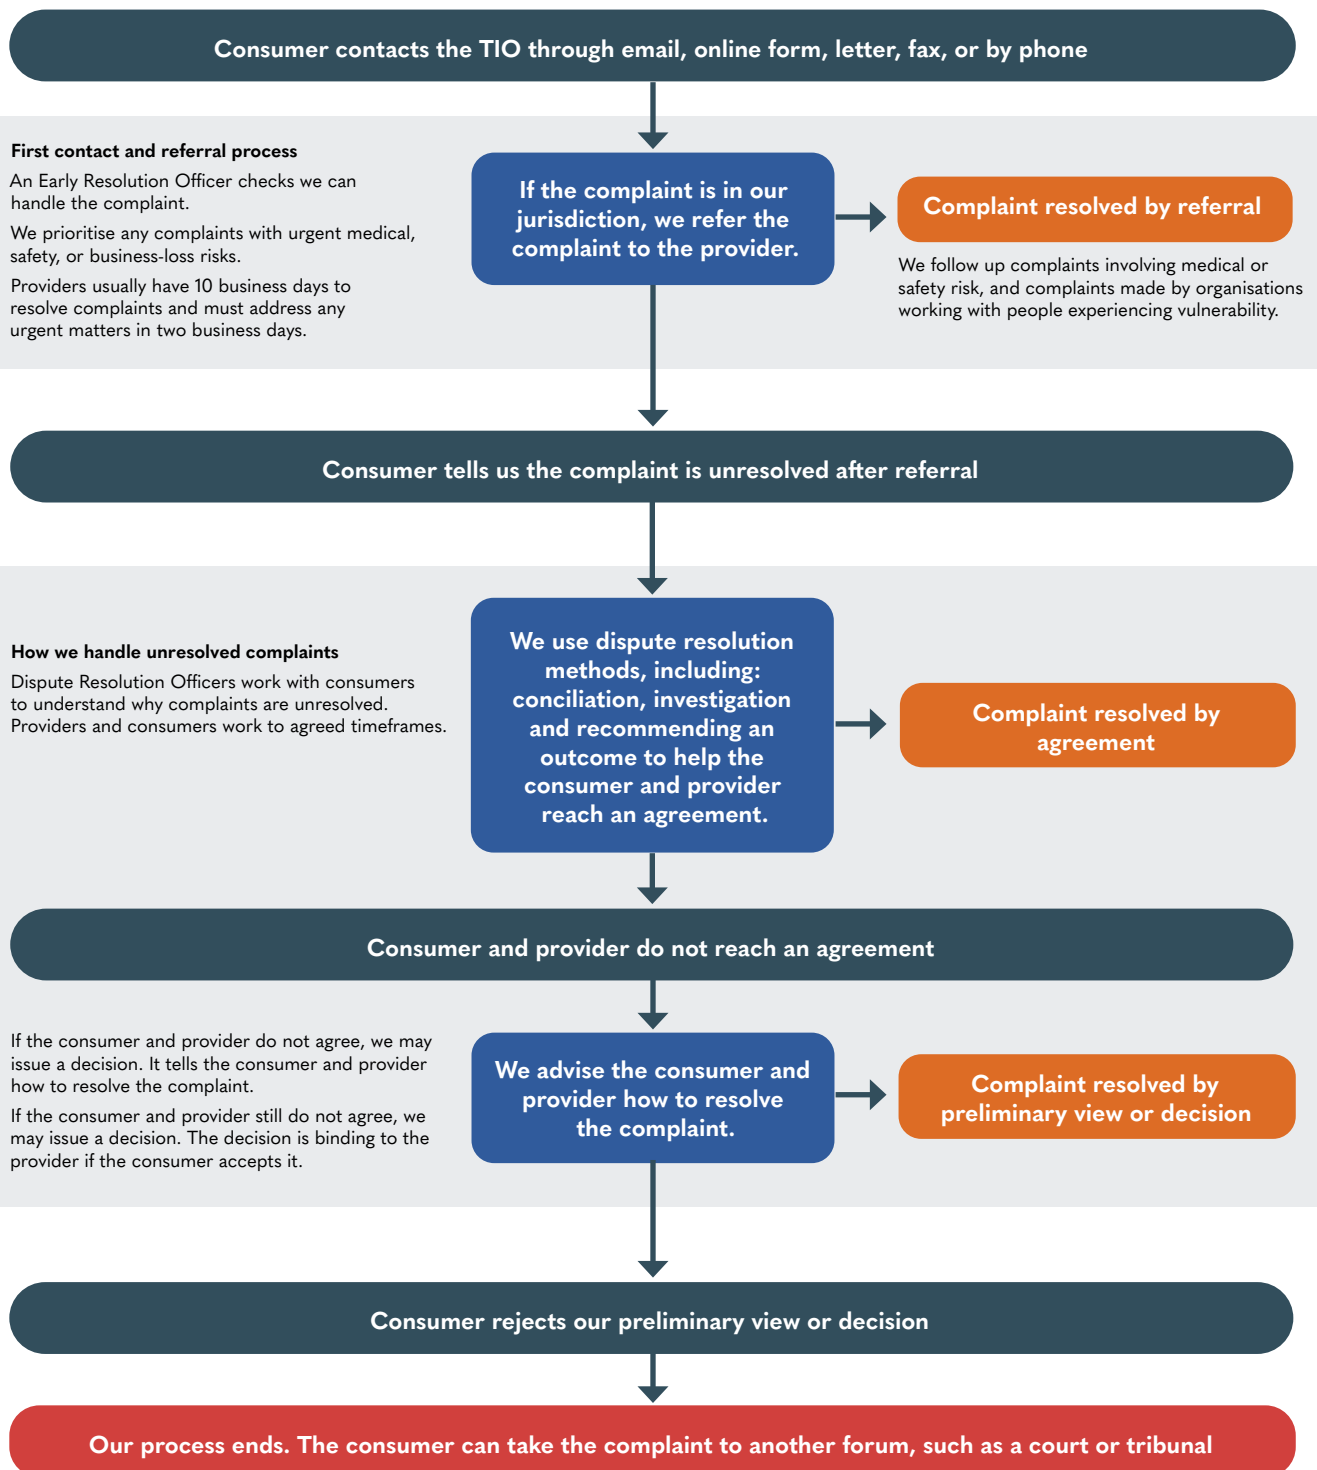 Consumer contacts the TIO through email, online form, letter, fax, or by phone
First contact and referral process
An Early Resolution Officer checks we can
handle the complaint.
We prioritise any complaints with urgent medical,
safety, or business-loss risks.
Providers usually have 10 business days to
resolve complaints and must address any
urgent matters in two business days.
If the complaint is in our
jurisdiction, we refer the
complaint to the provider.
Complaint resolved by referral
We follow up complaints involving medical or
safety risk, and complaints made by organisations
working with people experiencing vulnerability.
Consumer tells us the complaint is unresolved after referral
How we handle unresolved complaints
Dispute Resolution Officers work with consumers
to understand why complaints are unresolved.
Providers and consumers work to agreed timeframes.
We use dispute resolution
methods, including:
conciliation, investigation
and recommending an
outcome to help the
consumer and provider
reach an agreement.
Complaint resolved by
agreement
Consumer and provider do not reach an agreement
If the consumer and provider do not agree, we may
issue a decision. It tells the consumer and provider
how to resolve the complaint.
If the consumer and provider still do not agree, we
may issue a decision. The decision is binding to the
provider if the consumer accepts it.
We advise the consumer and
provider how to resolve
the complaint.
Complaint resolved by
preliminary view or decision
Consumer rejects our preliminary view or decision
Our process ends. The consumer can take the complaint to another forum, such as a court or tribunal